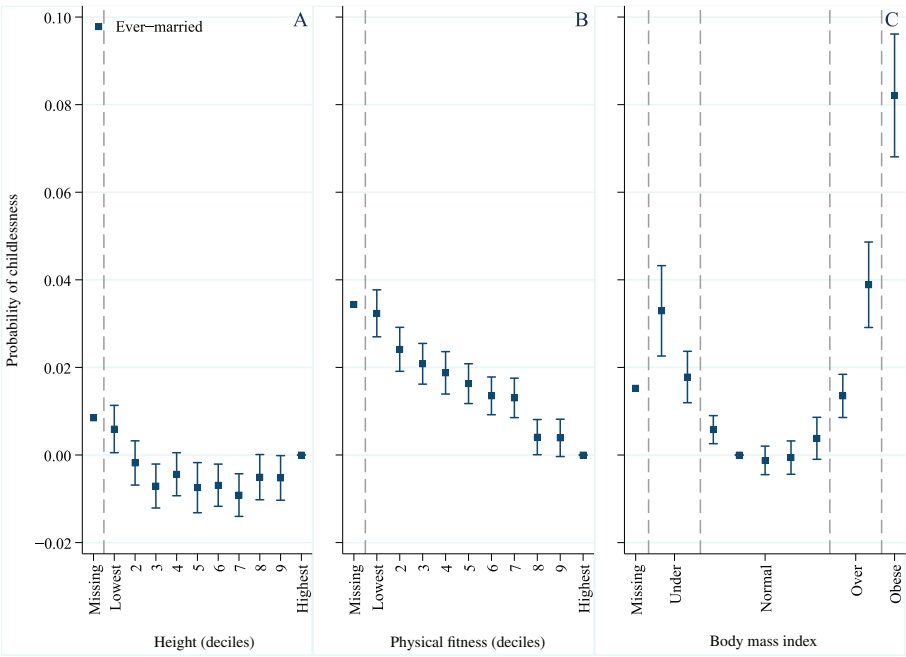 A
B
C
Ever−married
Probability of childlessness
0.10
0.08
0.06
0.04
0.02
0.00
−0.02
Missing
Lowest
2
3
4
5
6
7
8
9
Highest
Height (deciles)
Missing
Lowest
2
3
4
5
6
7
8
9
Highest
Physical fitness (deciles)
Missing
Under
Normal
Over
Obese
Body mass index